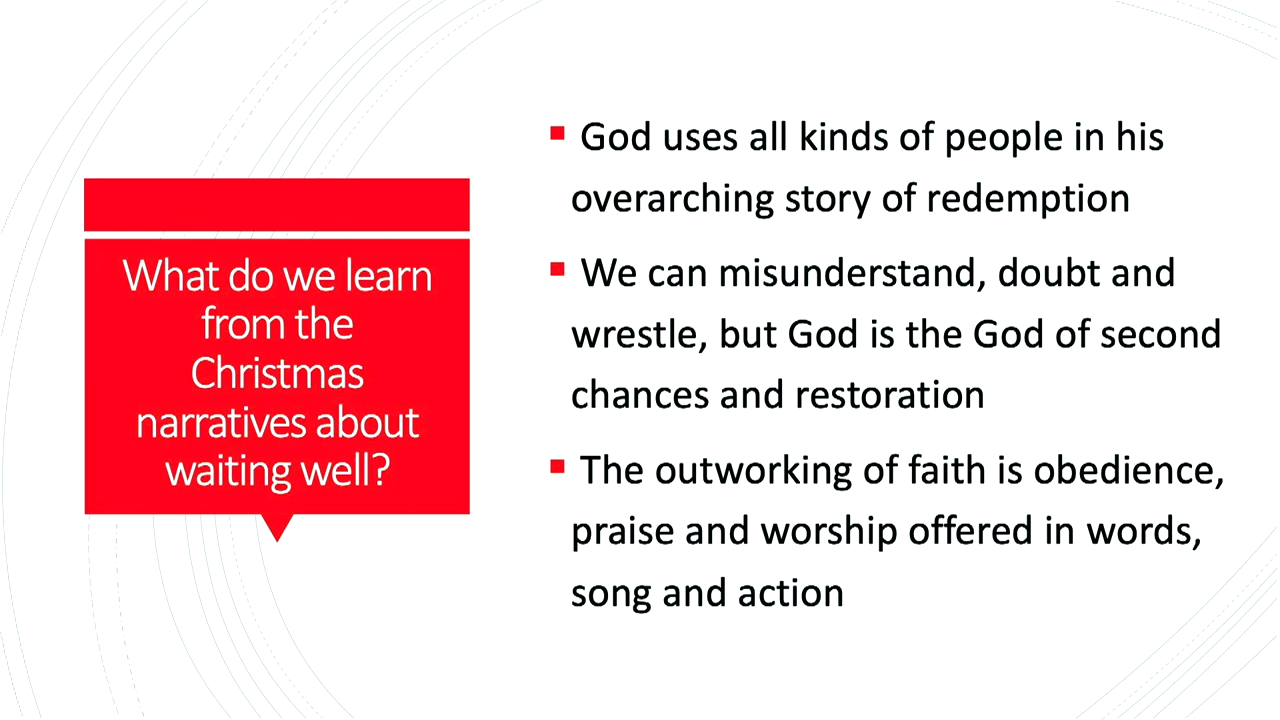 What do we learn
from the
Christmas
narratives about
waiting well?
▪ God uses all kinds of people in his
overarching story of redemption
▪ We can misunderstand, doubt and
wrestle, but God is the God of second
chances and restoration
▪ The outworking of faith is obedience,
praise and worship offered in words,
song and action